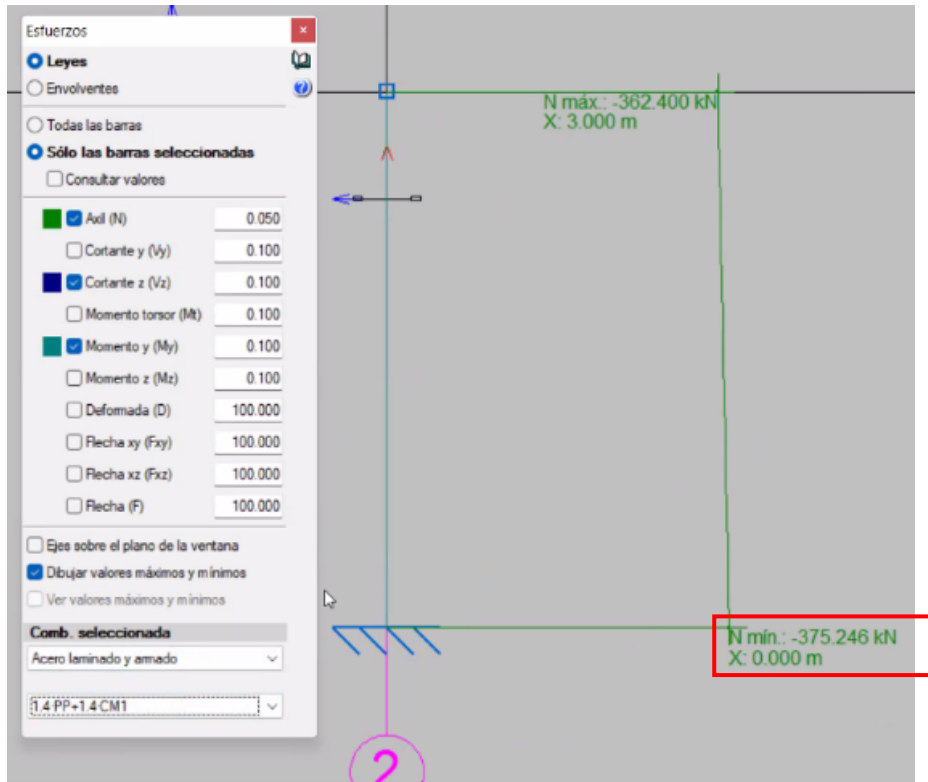 Esfuerzos
Leyes
Envolventes
Todas las barras
Sólo las barras seleccionadas
Consultar valores
Axil (N) 0.050
Cortante y (Vy) 0.100
Cortante z (Vz) 0.100
Momento torsor (Mt) 0.100
Momento y (My) 0.100
Momento z (Mz) 0.100
Deformada (D) 100.000
Flecha xy (Fxy) 100.000
Flecha xz (Fxz) 100.000
Flecha (F) 100.000
Ejes sobre el plano de la ventana
Dibujar valores máximos y mínimos
Ver valores máximos y mínimos
Comb. seleccionada
Acero laminado y armado
1.4·PP+1.4·CM1
N máx.: -362.400 kN
X: 3.000 m
N mín.: -375.246 kN
X: 0.000 m
2